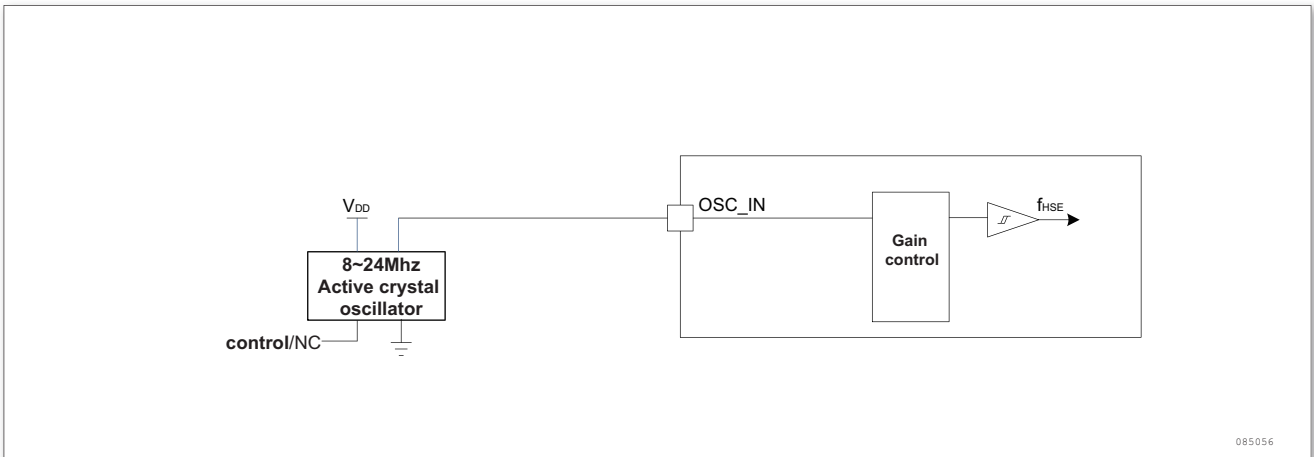 VDD
OSC_IN
fHSE
Gain
control
8~24Mhz
Active crystal
oscillator
control/NC
085056